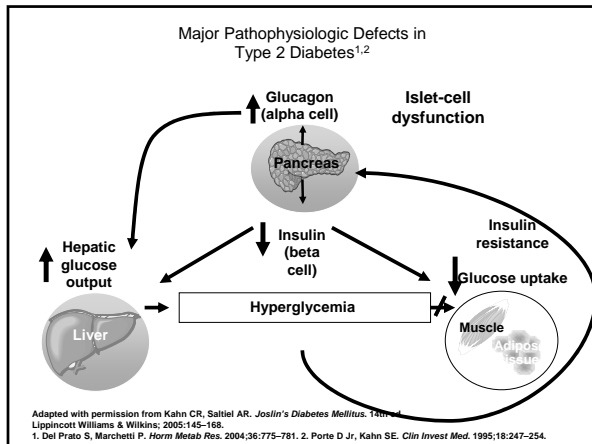 Major Pathophysiologic Defects in
Type 2 Diabetes1,2
Glucagon
(alpha cell)
Islet-cell
dysfunction
Pancreas
Insulin
(beta
cell)
Insulin
resistance
Hepatic
glucose
output
Glucose uptake
Hyperglycemia
Liver
Muscle
Adipose
tissue
Adapted with permission from Kahn CR, Saltiel AR. Joslin's Diabetes Mellitus. 14th ed.
Lippincott Williams & Wilkins; 2005:145–168.
1. Del Prato S, Marchetti P. Horm Metab Res. 2004;36:775–781. 2. Porte D Jr, Kahn SE. Clin Invest Med. 1995;18:247–254.